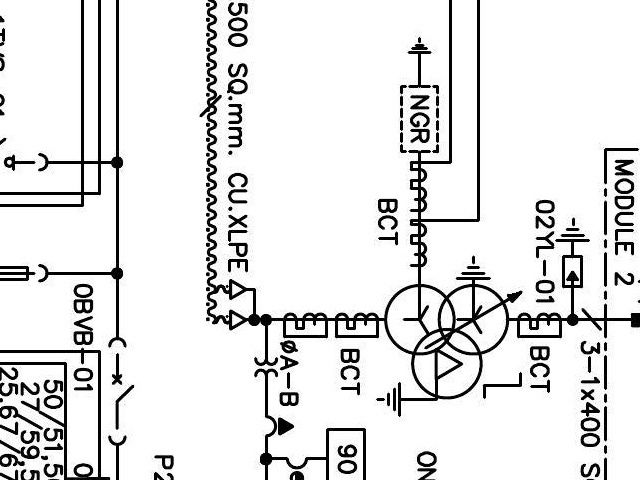 500 SQ.mm. CU.XLPE
NGR
BCT
02YL-01
MODULE 2
0BVB-01
ØA-B
BCT
BCT
3-1x400 S
50/51,5
27/59,5
25,67/6
90
ON
P2